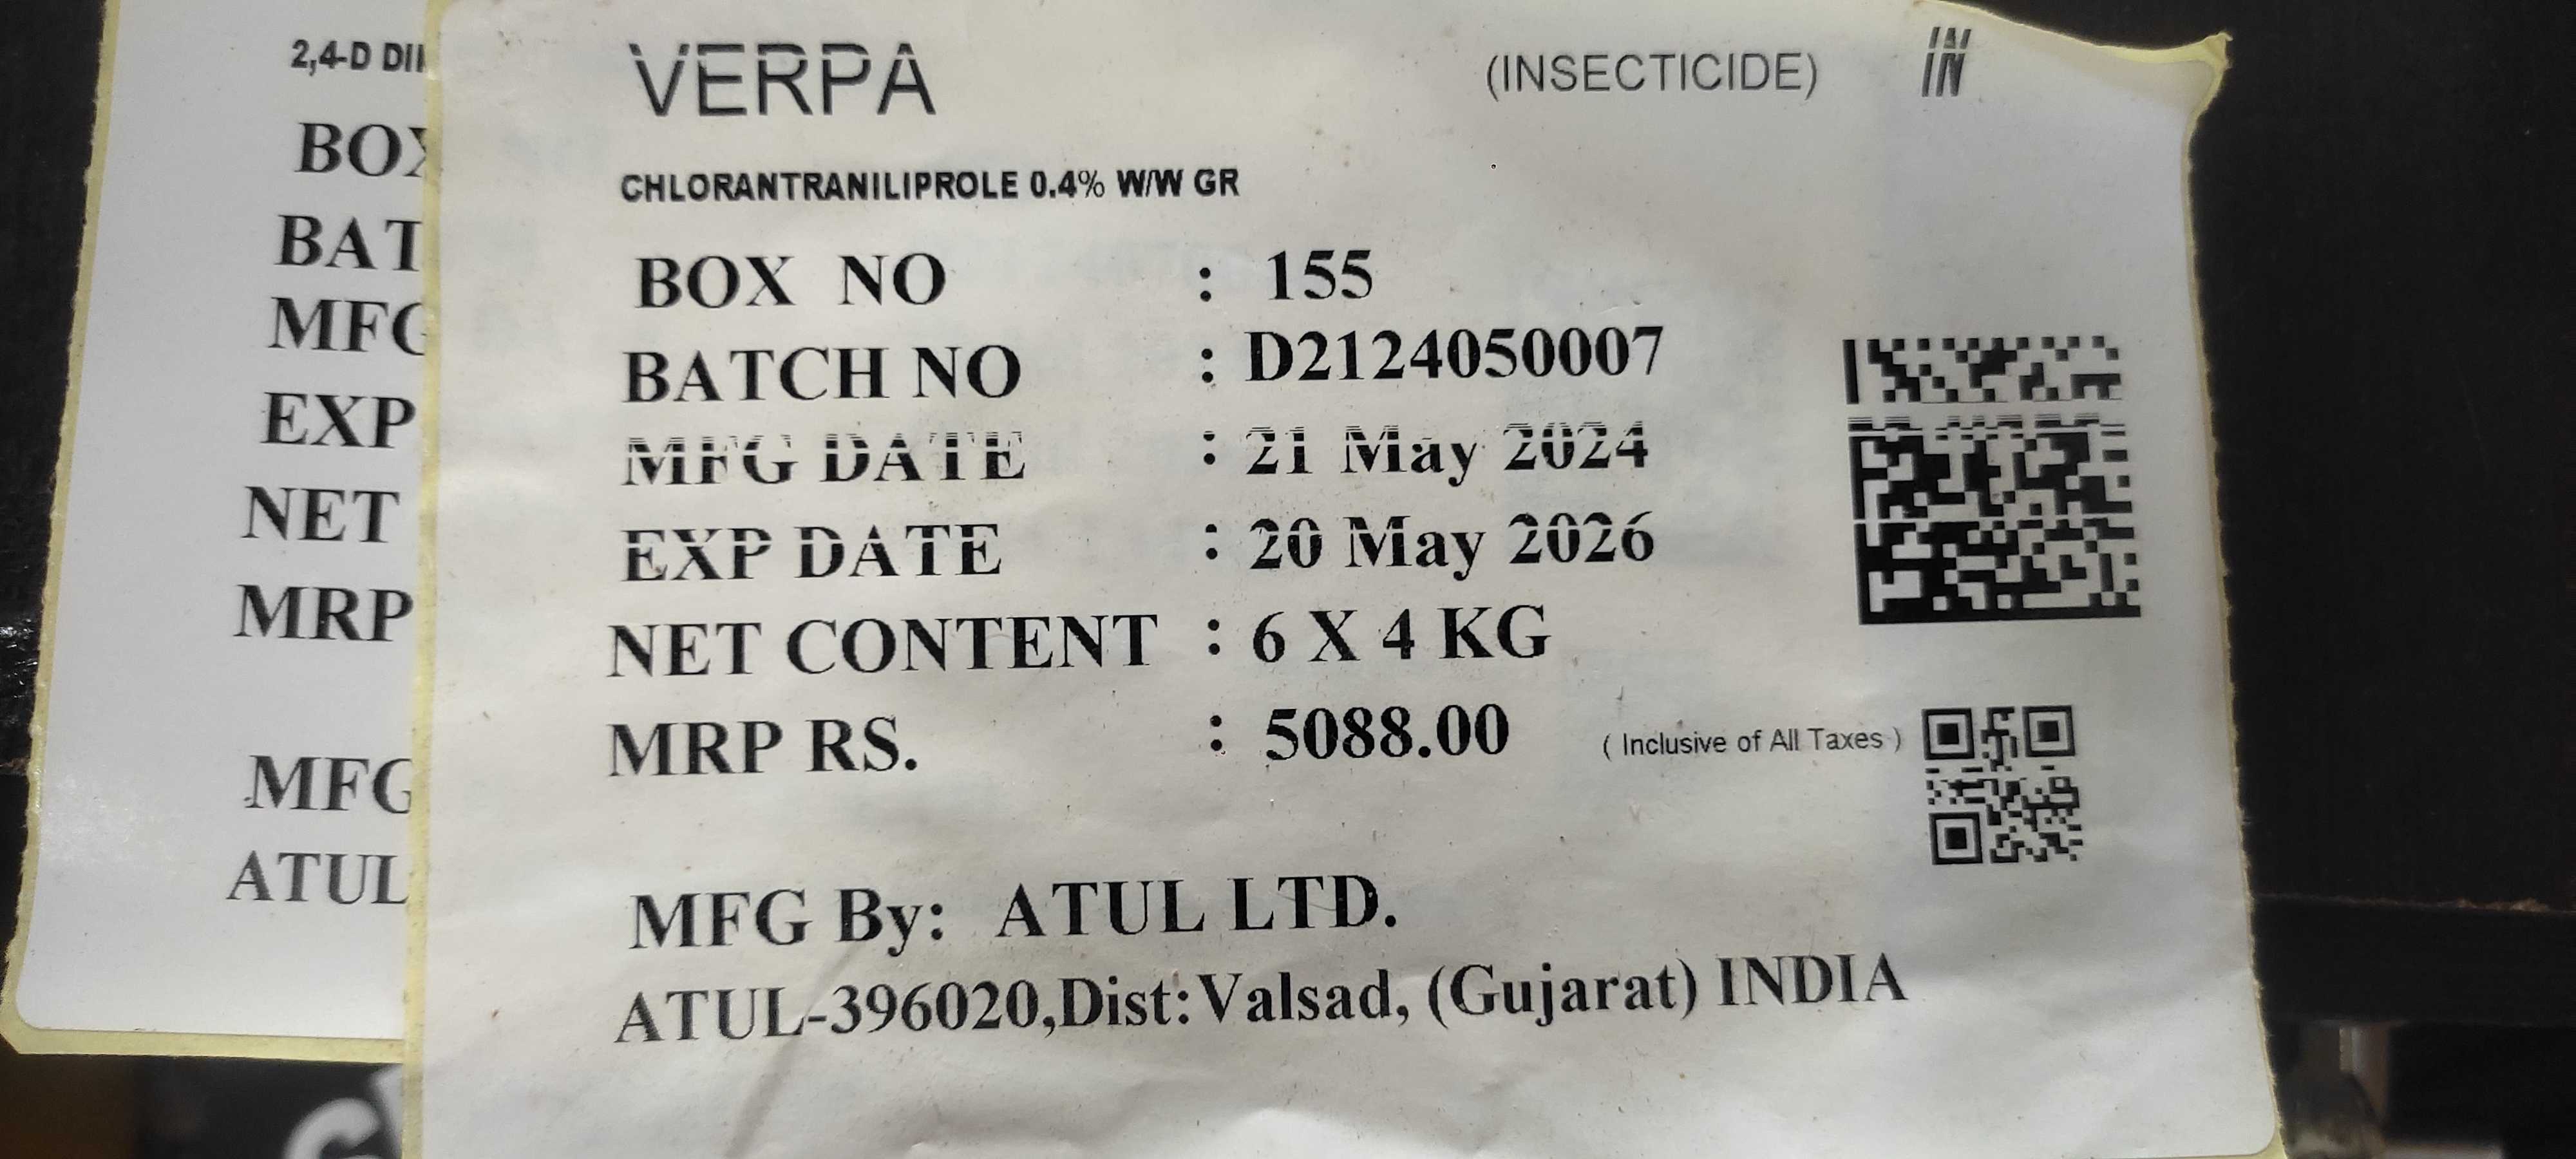 VERPA (INSECTICIDE) IN
CHLORANTRANILIPROLE 0.4% W/W GR
BOX NO : 155
BATCH NO : D2124050007
MFG DATE : 21 May 2024
EXP DATE : 20 May 2026
NET CONTENT : 6 X 4 KG
MRP RS. : 5088.00 ( Inclusive of All Taxes )
MFG By: ATUL LTD.
ATUL-396020,Dist:Valsad, (Gujarat) INDIA
2,4-D
BOX
BAT
MFG
EXP
NET
MRP
MFG
ATUL